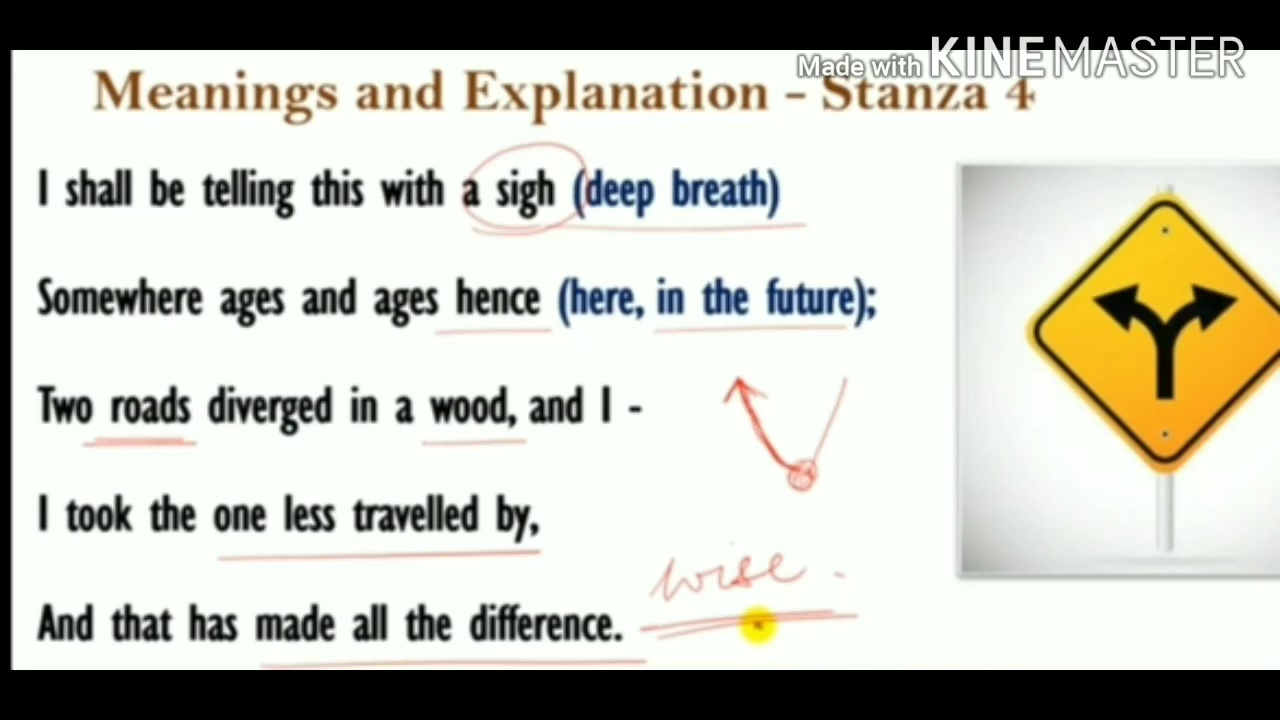 Made with KINEMASTER
Meanings and Explanation - Stanza 4
I shall be telling this with a sigh (deep breath)
Somewhere ages and ages hence (here, in the future);
Two roads diverged in a wood, and I -
I took the one less travelled by,
wise.
And that has made all the difference.